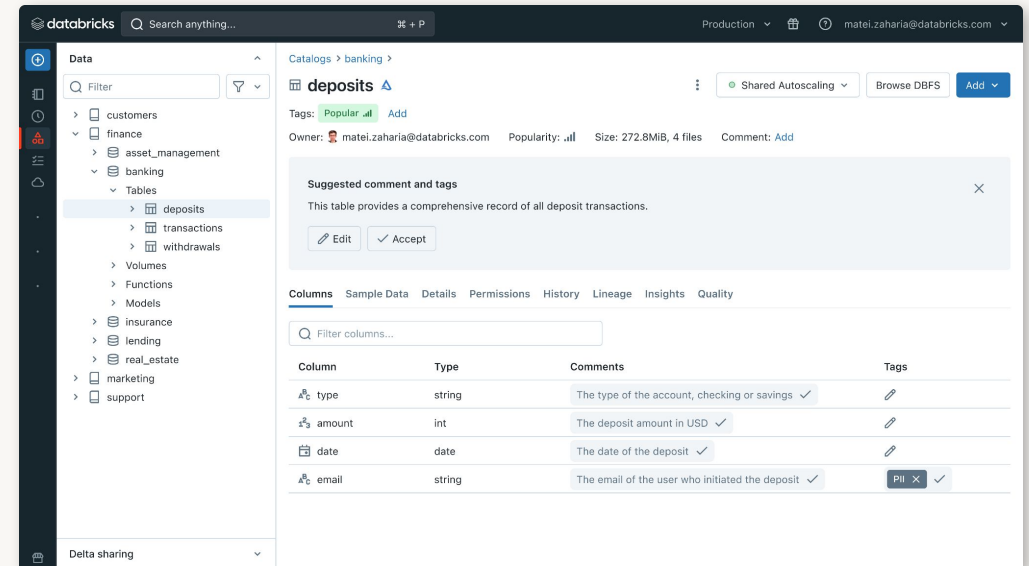 databricks Search anything... ⌘ + P Production matei.zaharia@databricks.com
Data
Filter
customers
finance
asset_management
banking
Tables
deposits
transactions
withdrawals
Volumes
Functions
Models
insurance
lending
real_estate
marketing
support
Delta sharing
Catalogs > banking >
deposits Shared Autoscaling Browse DBFS Add
Tags: Popular Add
Owner: matei.zaharia@databricks.com Popularity: Size: 272.8MiB, 4 files Comment: Add
Suggested comment and tags
This table provides a comprehensive record of all deposit transactions.
Edit Accept
Columns Sample Data Details Permissions History Lineage Insights Quality
Filter columns...
Column Type Comments Tags
type string The type of the account, checking or savings
amount int The deposit amount in USD
date date The date of the deposit
email string The email of the user who initiated the deposit PII